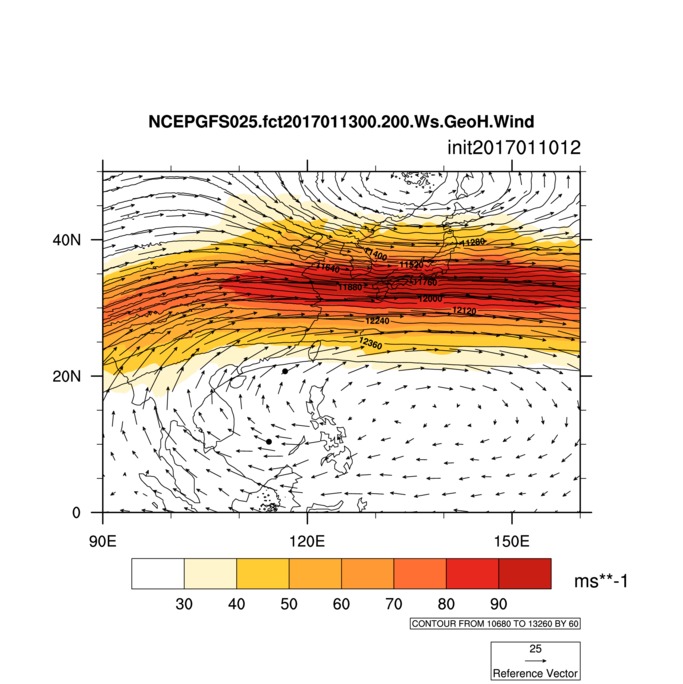 NCEPGFS025.fct2017011300.200.Ws.GeoH.Wind
init2017011012
40N
20N
0
11280
11400
11520
11640
11760
11880
12000
12120
12240
12360
90E 120E 150E
30 40 50 60 70 80 90
ms**-1
CONTOUR FROM 10680 TO 13260 BY 60
25
Reference Vector